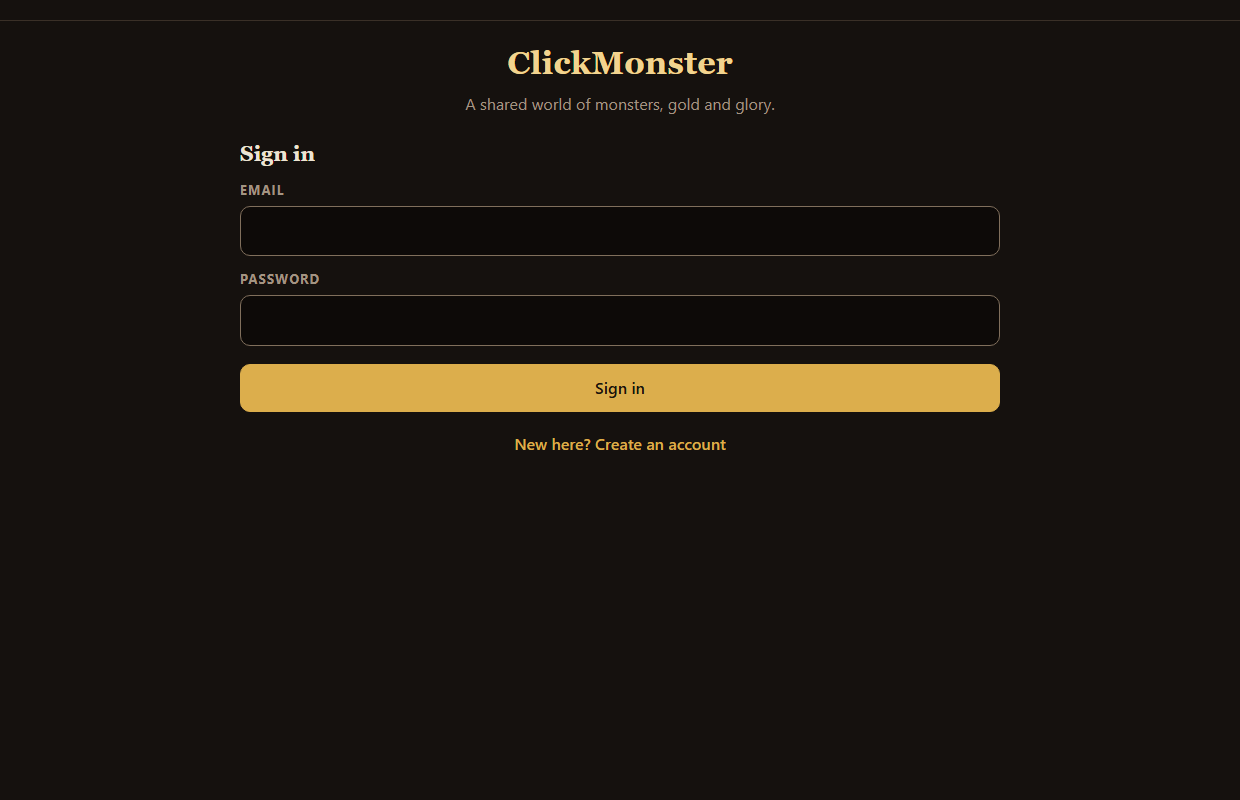 ClickMonster
A shared world of monsters, gold and glory.
Sign in
EMAIL
PASSWORD
Sign in
New here? Create an account